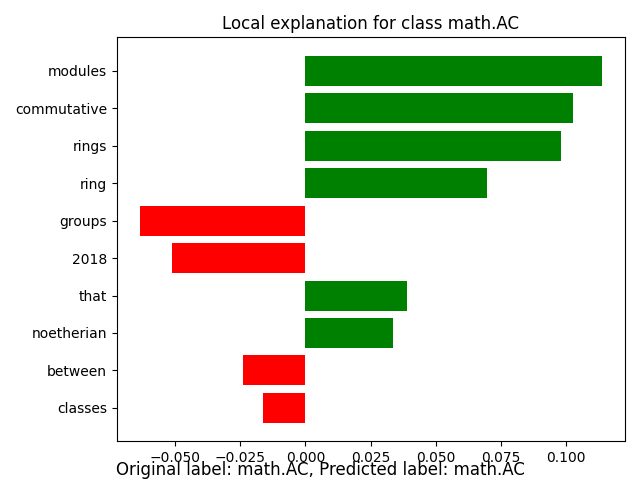 Local explanation for class math.AC
modules
commutative
rings
ring
groups
2018
that
noetherian
between
classes
−0.050 −0.025 0.000 0.025 0.050 0.075 0.100
Original label: math.AC, Predicted label: math.AC